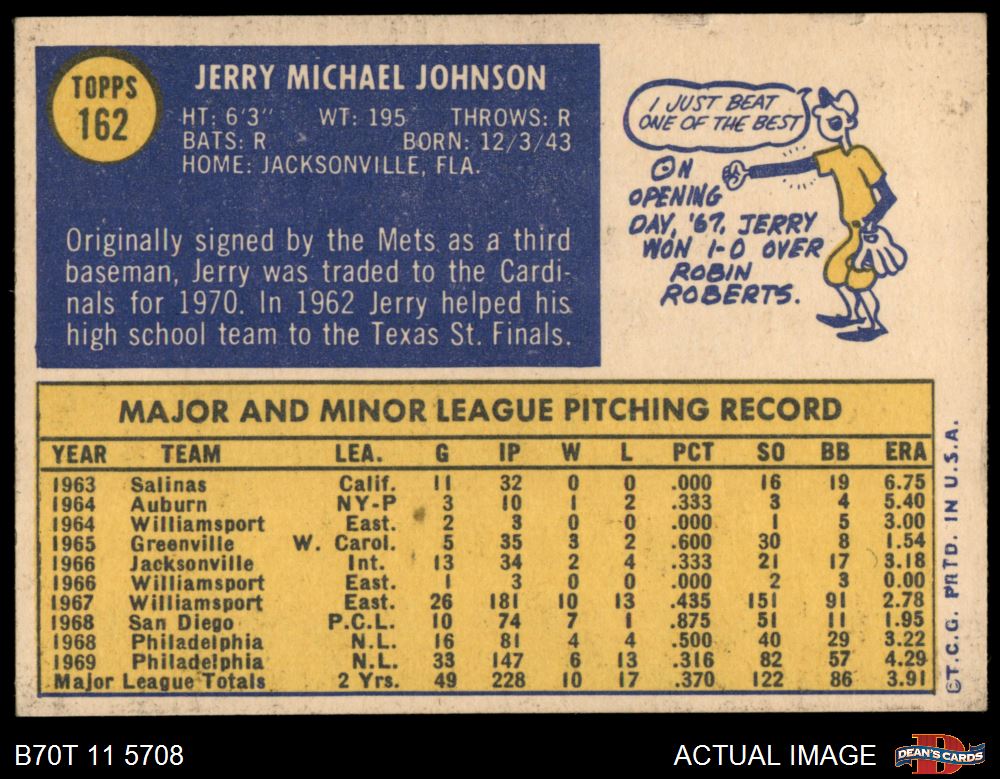 TOPPS
162
JERRY MICHAEL JOHNSON
HT: 6'3" WT: 195 THROWS: R
BATS: R BORN: 12/3/43
HOME: JACKSONVILLE, FLA.
Originally signed by the Mets as a third
baseman, Jerry was traded to the Cardi-
nals for 1970. In 1962 Jerry helped his
high school team to the Texas St. Finals.
I JUST BEAT
ONE OF THE BEST
ON
OPENING
DAY, '67, JERRY
WON 1-0 OVER
ROBIN
ROBERTS.
MAJOR AND MINOR LEAGUE PITCHING RECORD
YEAR TEAM LEA. G IP W L PCT SO BB ERA
1963 Salinas Calif. 11 32 0 0 .000 16 19 6.75
1964 Auburn NY-P 3 10 1 2 .333 3 4 5.40
1964 Williamsport East. 2 3 0 0 .000 1 5 3.00
1965 Greenville W. Carol. 5 35 3 2 .600 30 8 1.54
1966 Jacksonville Int. 13 34 2 4 .333 21 17 3.18
1966 Williamsport East. 1 3 0 0 .000 2 3 0.00
1967 Williamsport East. 26 181 10 13 .435 151 91 2.78
1968 San Diego P.C.L. 10 74 7 1 .875 51 11 1.95
1968 Philadelphia N.L. 16 81 4 4 .500 40 29 3.22
1969 Philadelphia N.L. 33 147 6 13 .316 82 57 4.29
Major League Totals 2 Yrs. 49 228 10 17 .370 122 86 3.91
©T.C.G. PRTD. IN U.S.A.
B70T 11 5708
ACTUAL IMAGE
DEAN'S CARDS